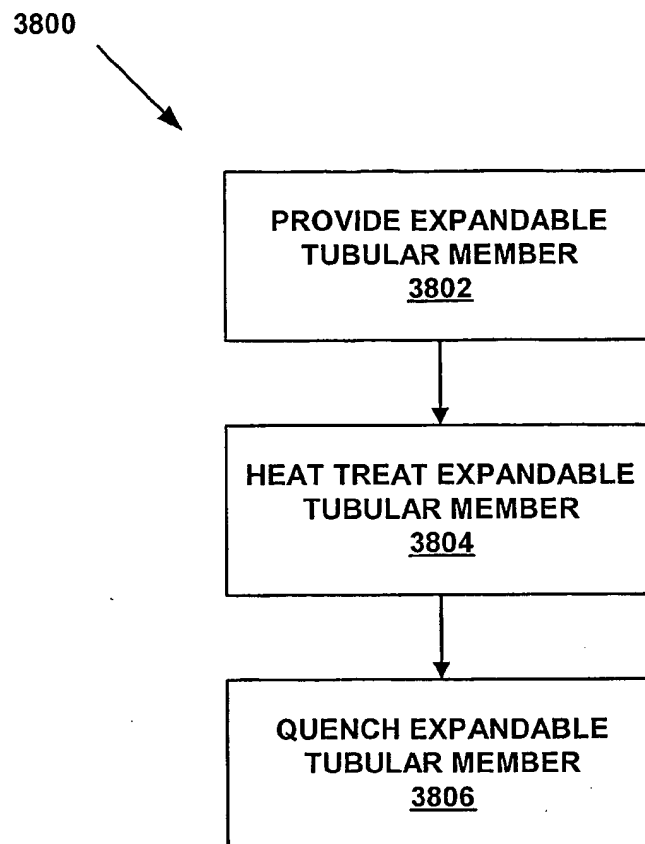 3800
PROVIDE EXPANDABLE
TUBULAR MEMBER
3802
HEAT TREAT EXPANDABLE
TUBULAR MEMBER
3804
QUENCH EXPANDABLE
TUBULAR MEMBER
3806